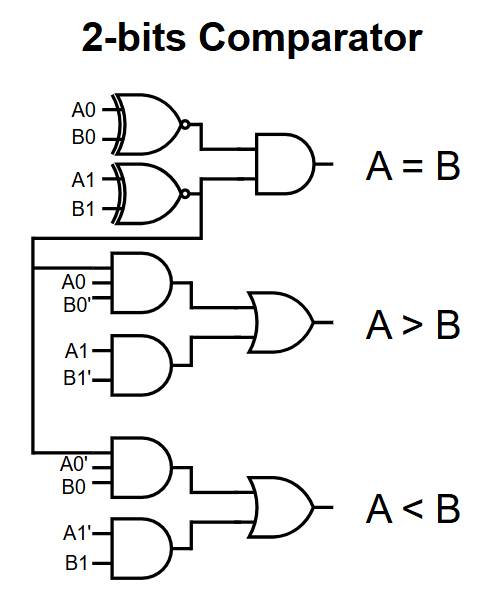 2-bits Comparator
A0
B0
A = B
A1
B1
A0
B0'
A > B
A1
B1'
A0'
B0
A < B
A1'
B1